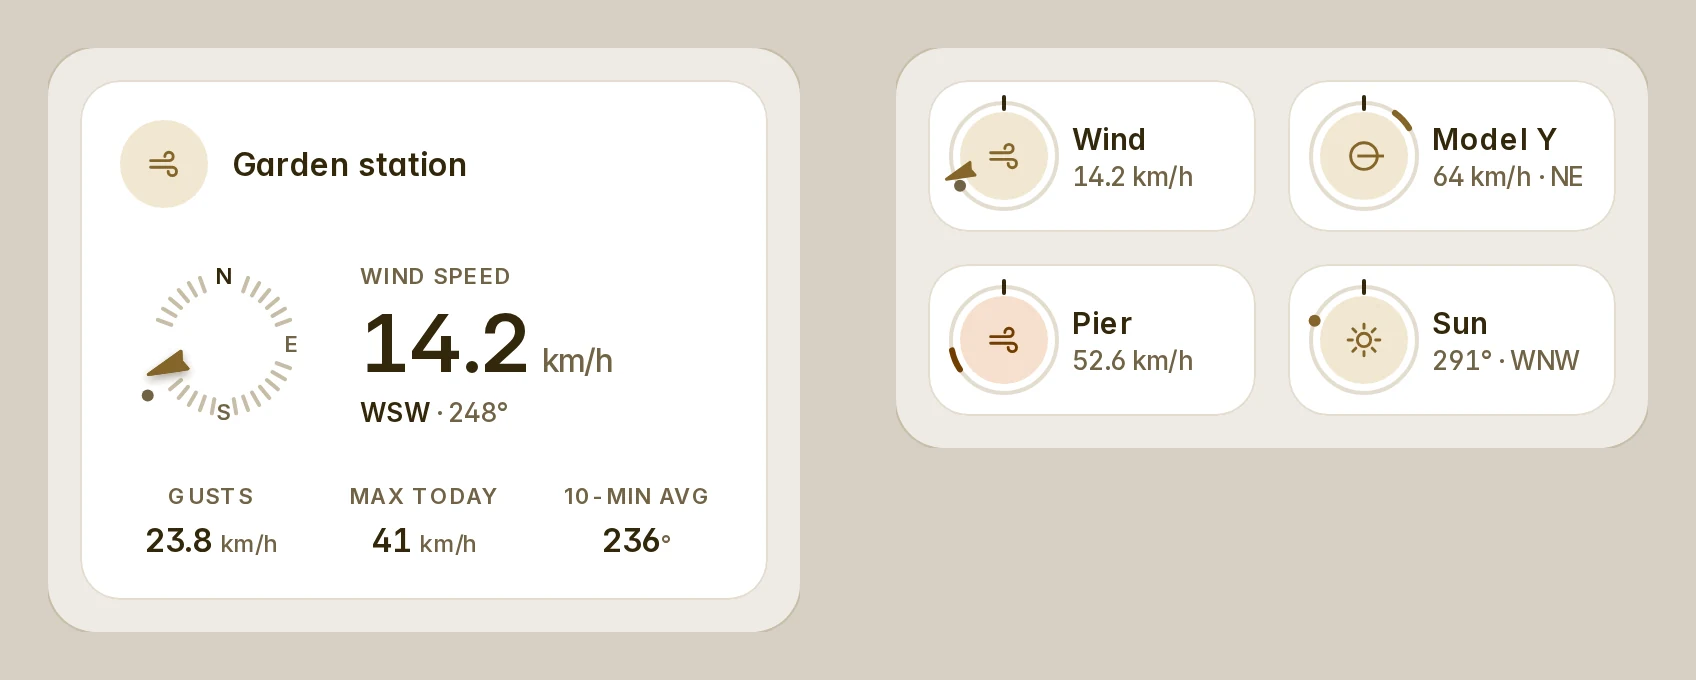 Garden station
N
E
S
WIND SPEED
14.2 km/h
WSW · 248°
GUSTS
23.8 km/h
MAX TODAY
41 km/h
10-MIN AVG
236°
Wind
14.2 km/h
Model Y
64 km/h · NE
Pier
52.6 km/h
Sun
291° · WNW